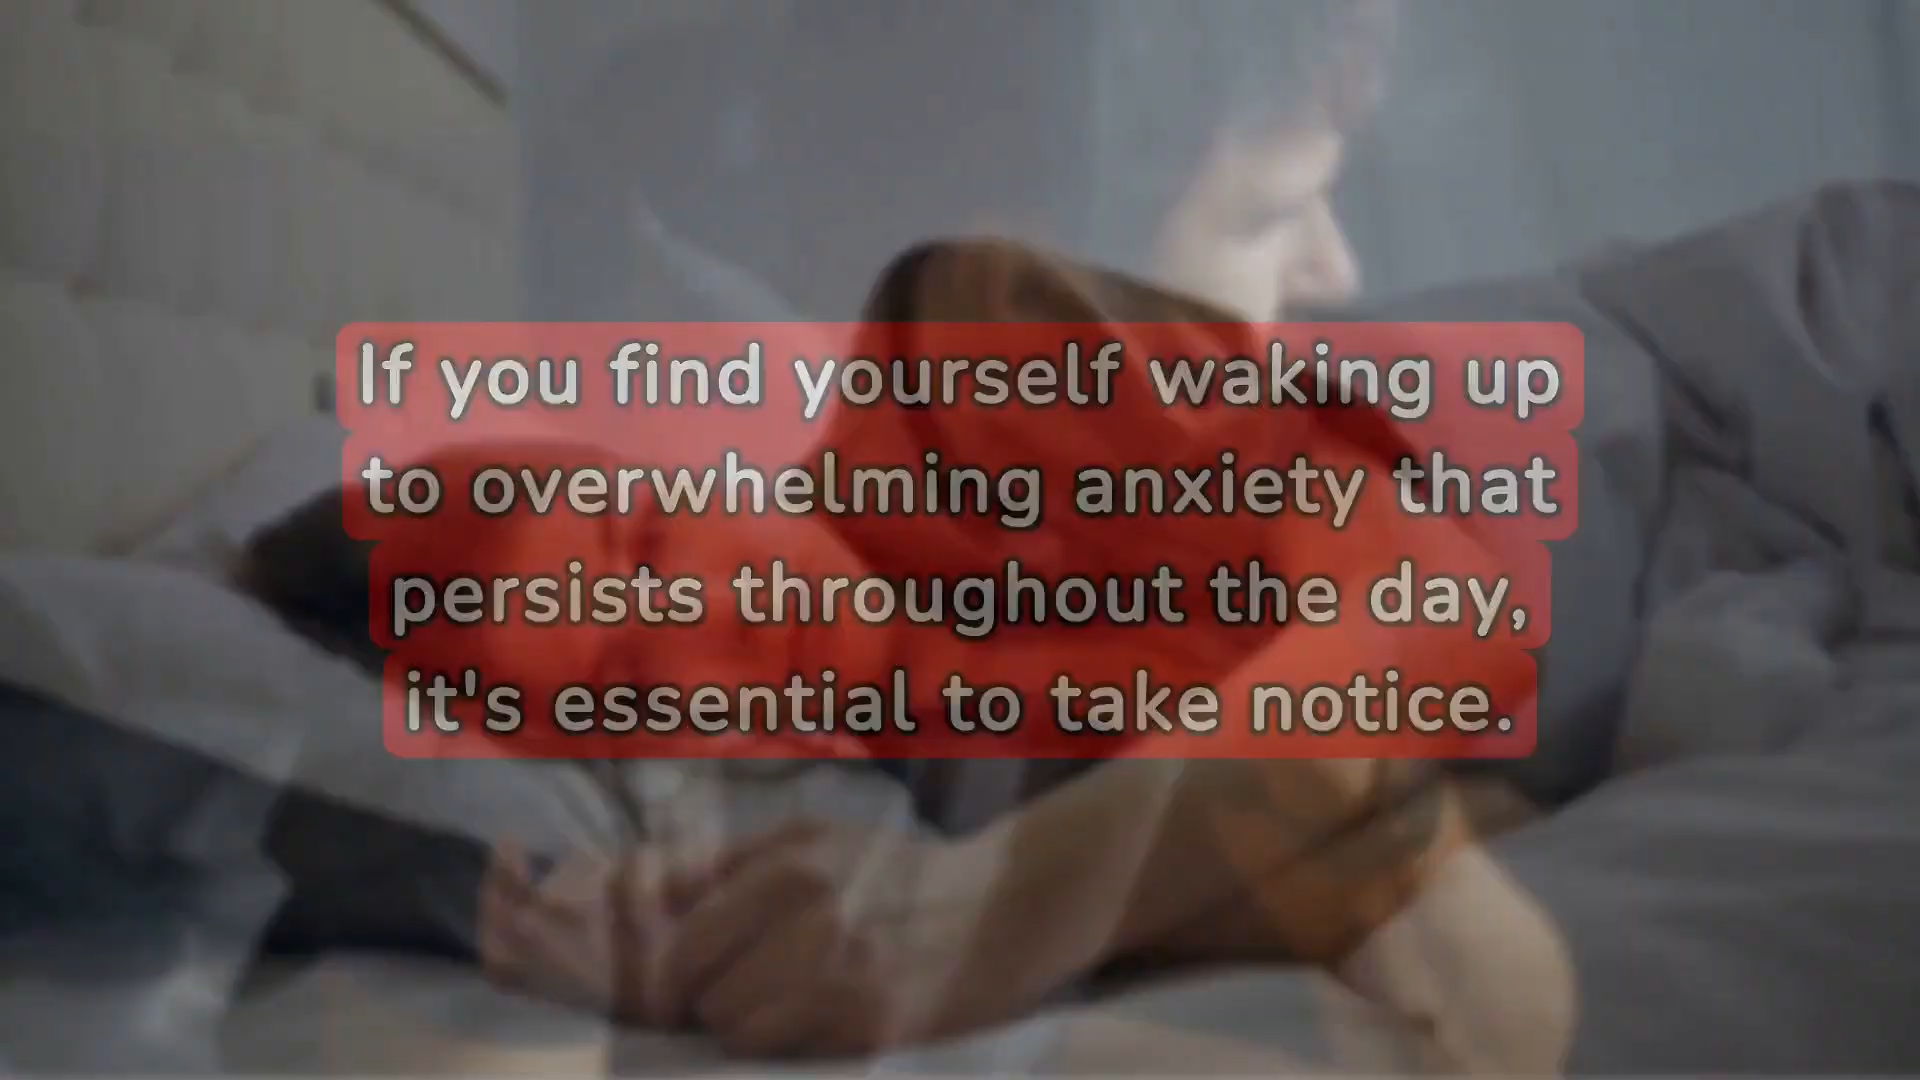 If you find yourself waking up
to overwhelming anxiety that
persists throughout the day,
it's essential to take notice.